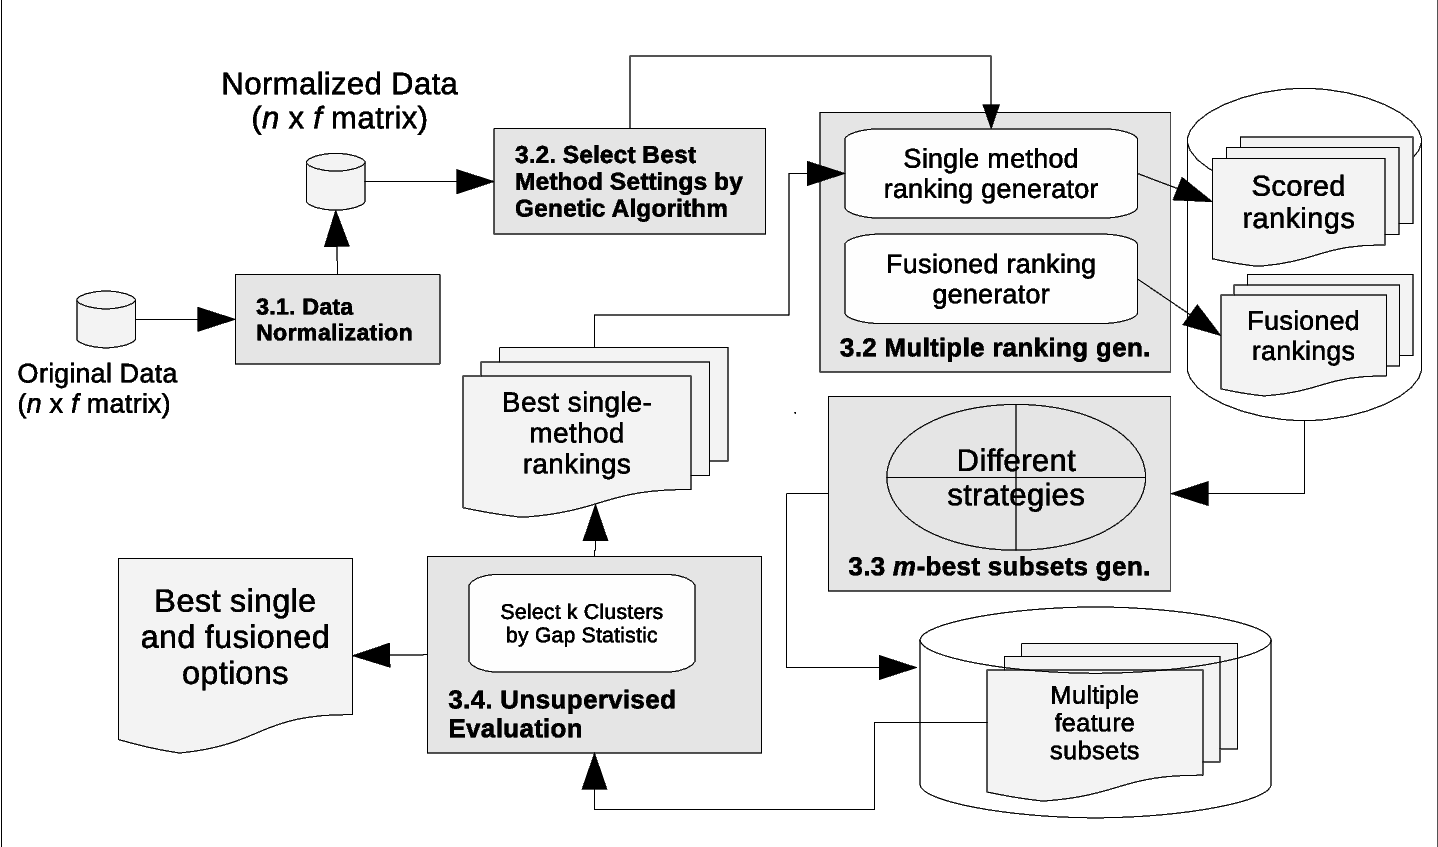 Normalized Data
(n x f matrix)
3.2. Select Best
Method Settings by
Genetic Algorithm
Single method
ranking generator
Fusioned ranking
generator
3.2 Multiple ranking gen.
Scored
rankings
Fusioned
rankings
3.1. Data
Normalization
Original Data
(n x f matrix)
Best single-
method
rankings
Different
strategies
3.3 m-best subsets gen.
Best single
and fusioned
options
Select k Clusters
by Gap Statistic
3.4. Unsupervised
Evaluation
Multiple
feature
subsets